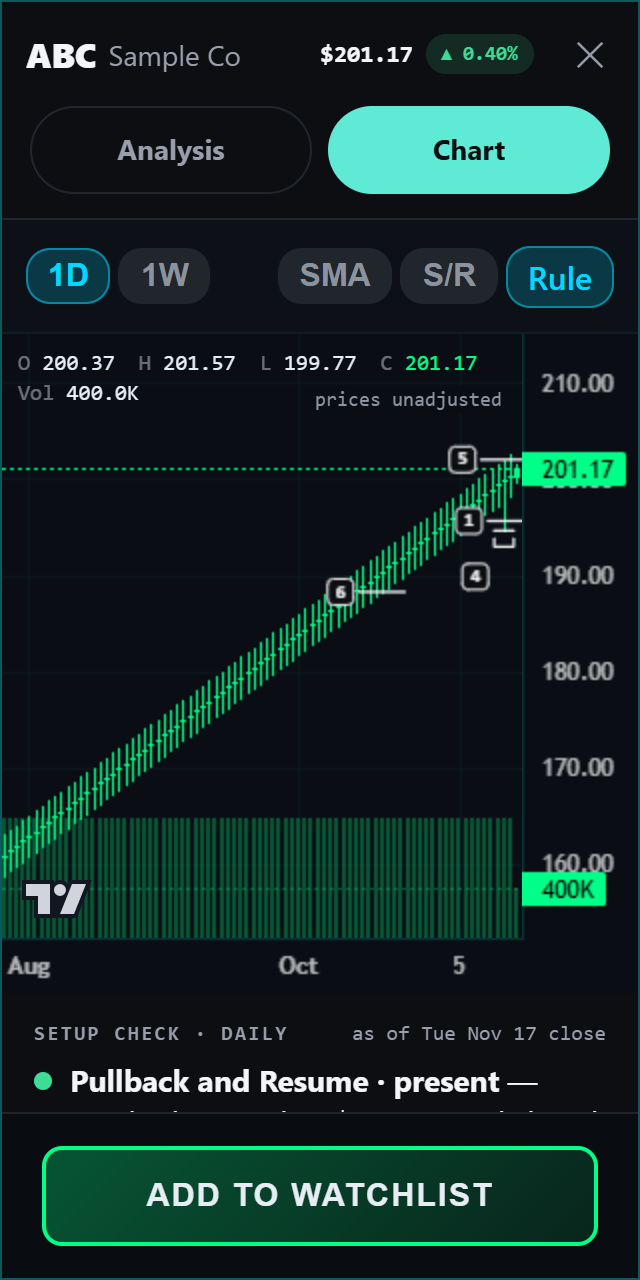 ABC Sample Co $201.17 ▲ 0.40%
Analysis Chart
1D 1W SMA S/R Rule
O 200.37 H 201.57 L 199.77 C 201.17
Vol 400.0K
prices unadjusted
210.00
5
201.17
1
4
190.00
6
180.00
170.00
160.00
400K
Aug Oct 5
SETUP CHECK · DAILY as of Tue Nov 17 close
Pullback and Resume · present —
ADD TO WATCHLIST